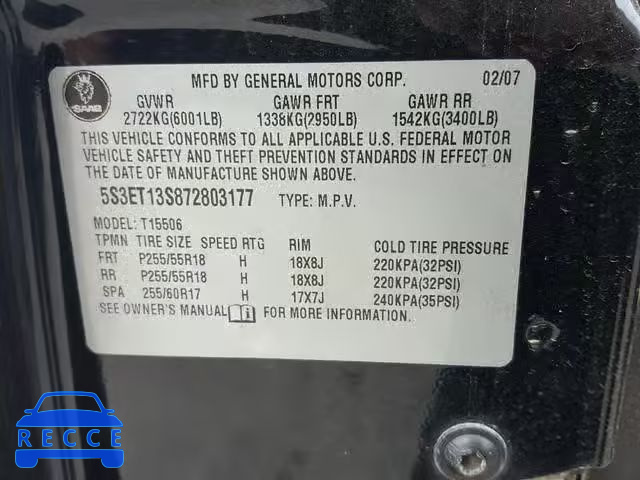 MFD BY GENERAL MOTORS CORP. 02/07
SAAB
GVWR GAWR FRT GAWR RR
2722KG(6001LB) 1338KG(2950LB) 1542KG(3400LB)
THIS VEHICLE CONFORMS TO ALL APPLICABLE U.S. FEDERAL MOTOR
VEHICLE SAFETY AND THEFT PREVENTION STANDARDS IN EFFECT ON
THE DATE OF MANUFACTURE SHOWN ABOVE.
5S3ET13S872803177 TYPE: M.P.V.
MODEL: T15506
TPMN TIRE SIZE SPEED RTG RIM COLD TIRE PRESSURE
FRT P255/55R18 H 18X8J 220KPA(32PSI)
RR P255/55R18 H 18X8J 220KPA(32PSI)
SPA 255/60R17 H 17X7J 240KPA(35PSI)
SEE OWNER'S MANUAL FOR MORE INFORMATION.
RECCE